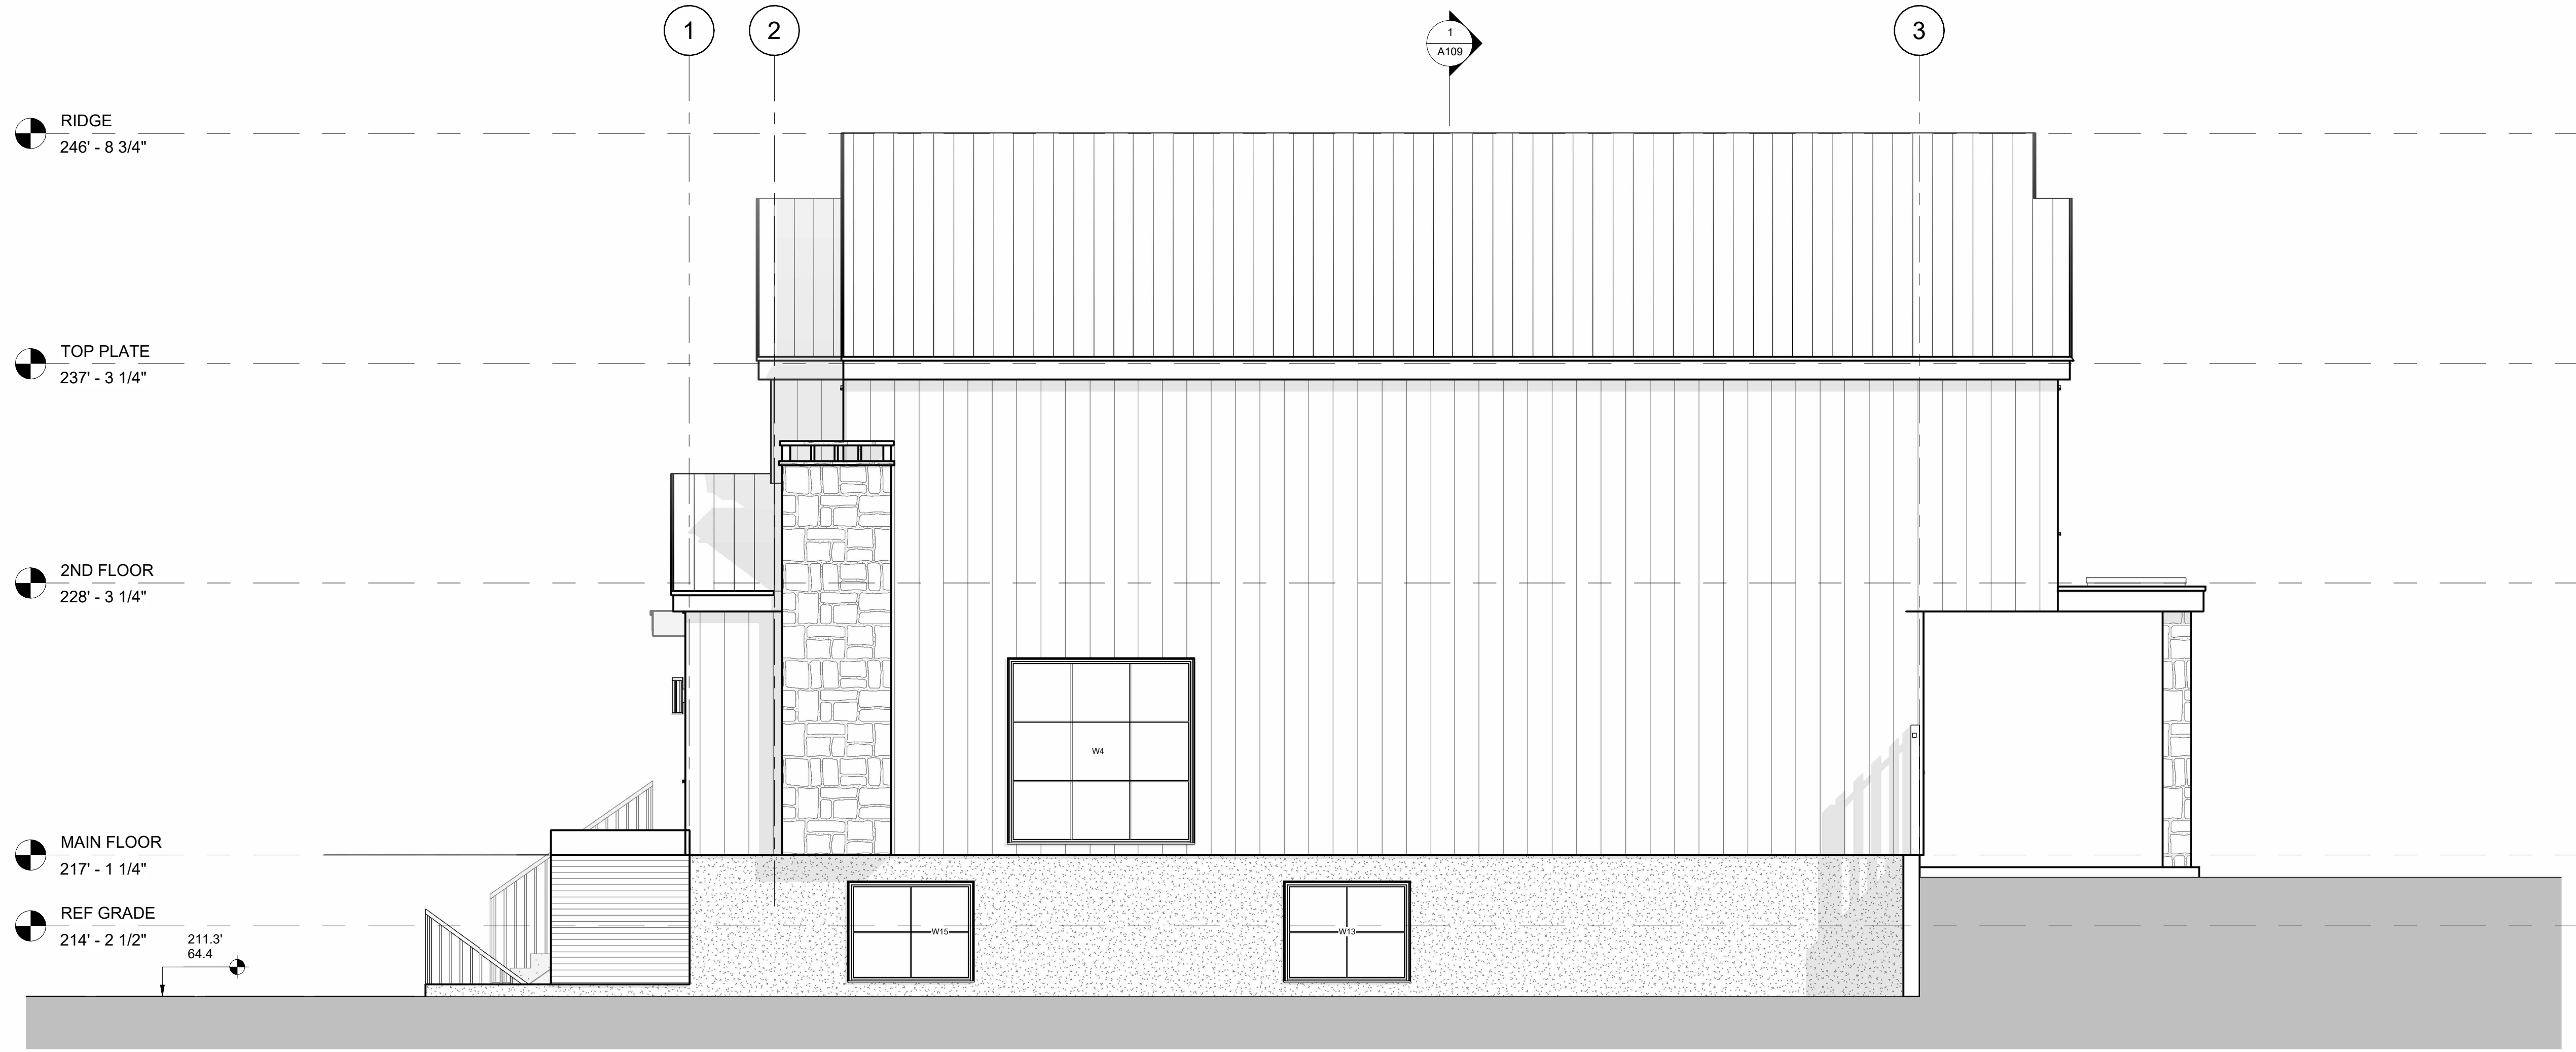 1
2
1
A109
3
RIDGE
246' - 8 3/4"
TOP PLATE
237' - 3 1/4"
2ND FLOOR
228' - 3 1/4"
W4
MAIN FLOOR
217' - 1 1/4"
REF GRADE
214' - 2 1/2"
W15
W13
211.3'
64.4